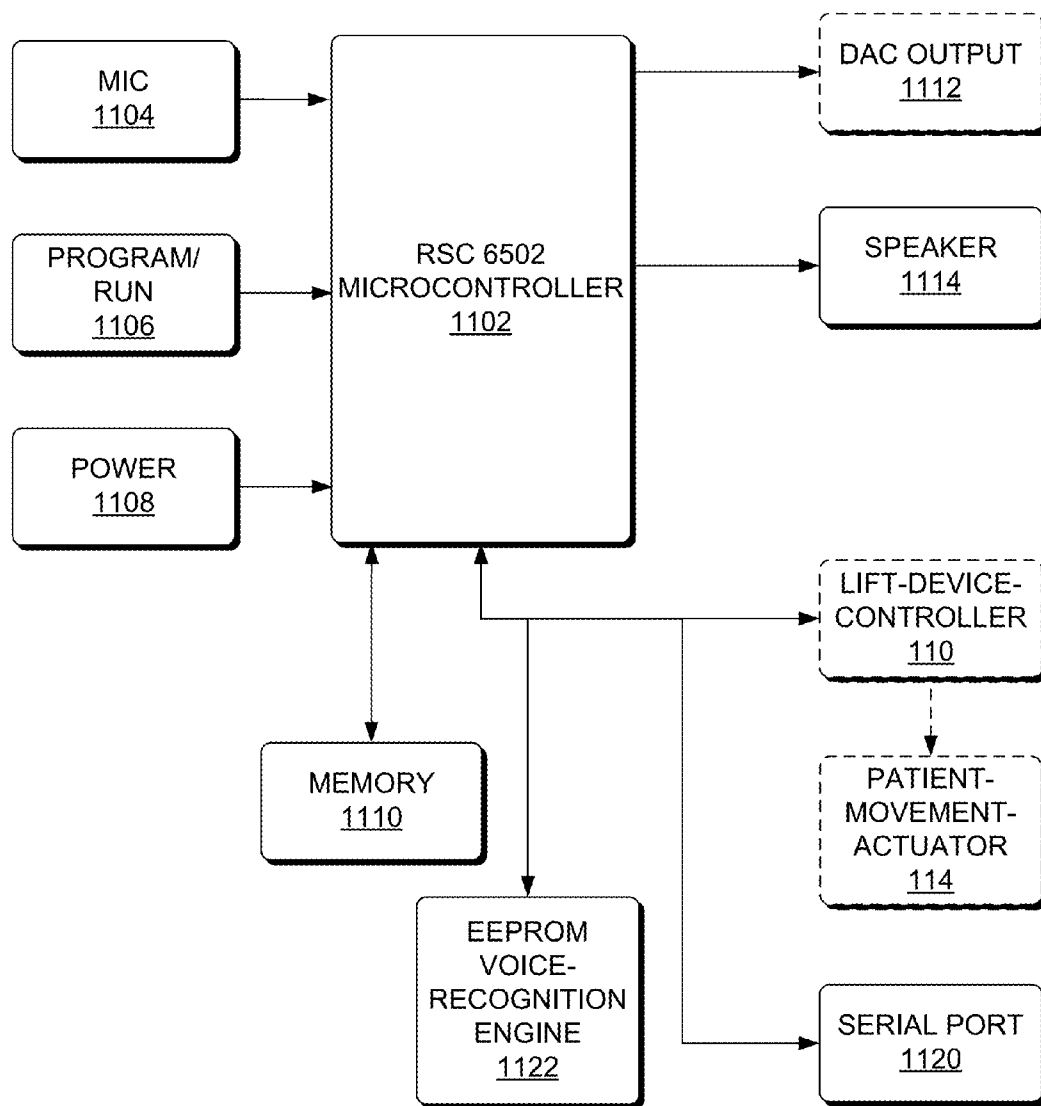 MIC
1104
PROGRAM/
RUN
1106
POWER
1108
RSC 6502
MICROCONTROLLER
1102
DAC OUTPUT
1112
SPEAKER
1114
LIFT-DEVICE-
CONTROLLER
110
PATIENT-
MOVEMENT-
ACTUATOR
114
MEMORY
1110
EEPROM
VOICE-
RECOGNITION
ENGINE
1122
SERIAL PORT
1120